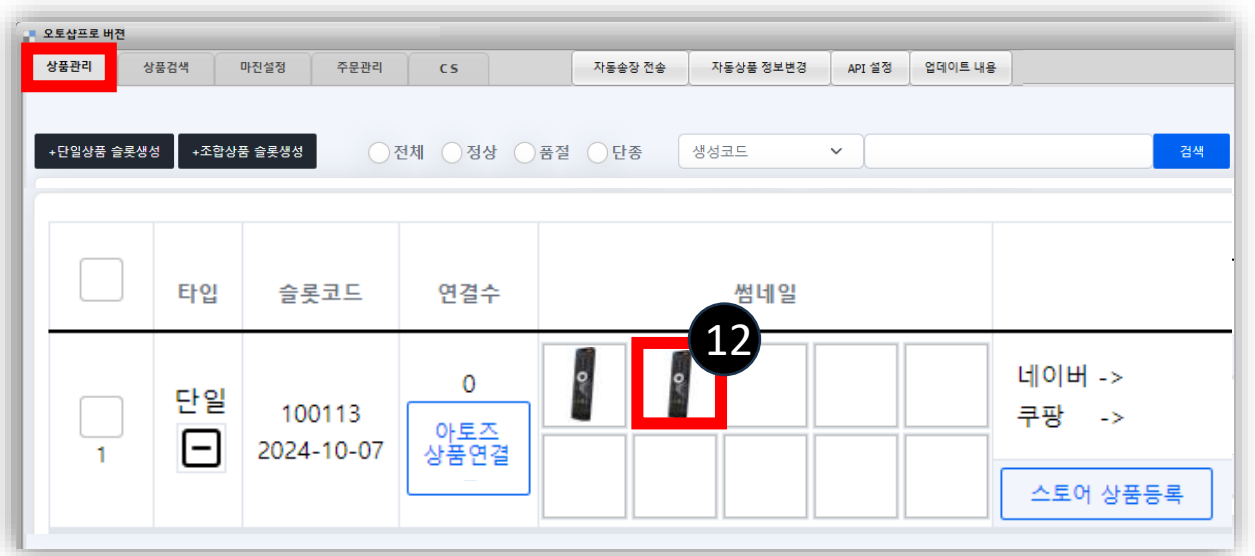 오토샵프로 버젼
상품관리 상품검색 마진설정 주문관리 CS 자동송장 전송 자동상품 정보변경 API 설정 업데이트 내용
+단일상품 슬롯생성 +조합상품 슬롯생성 전체 정상 품절 단종 생성코드 검색
타입 슬롯코드 연결수 썸네일
12
단일 100113 0 네이버 ->
2024-10-07 아토즈 쿠팡 ->
1 상품연결
스토어 상품등록